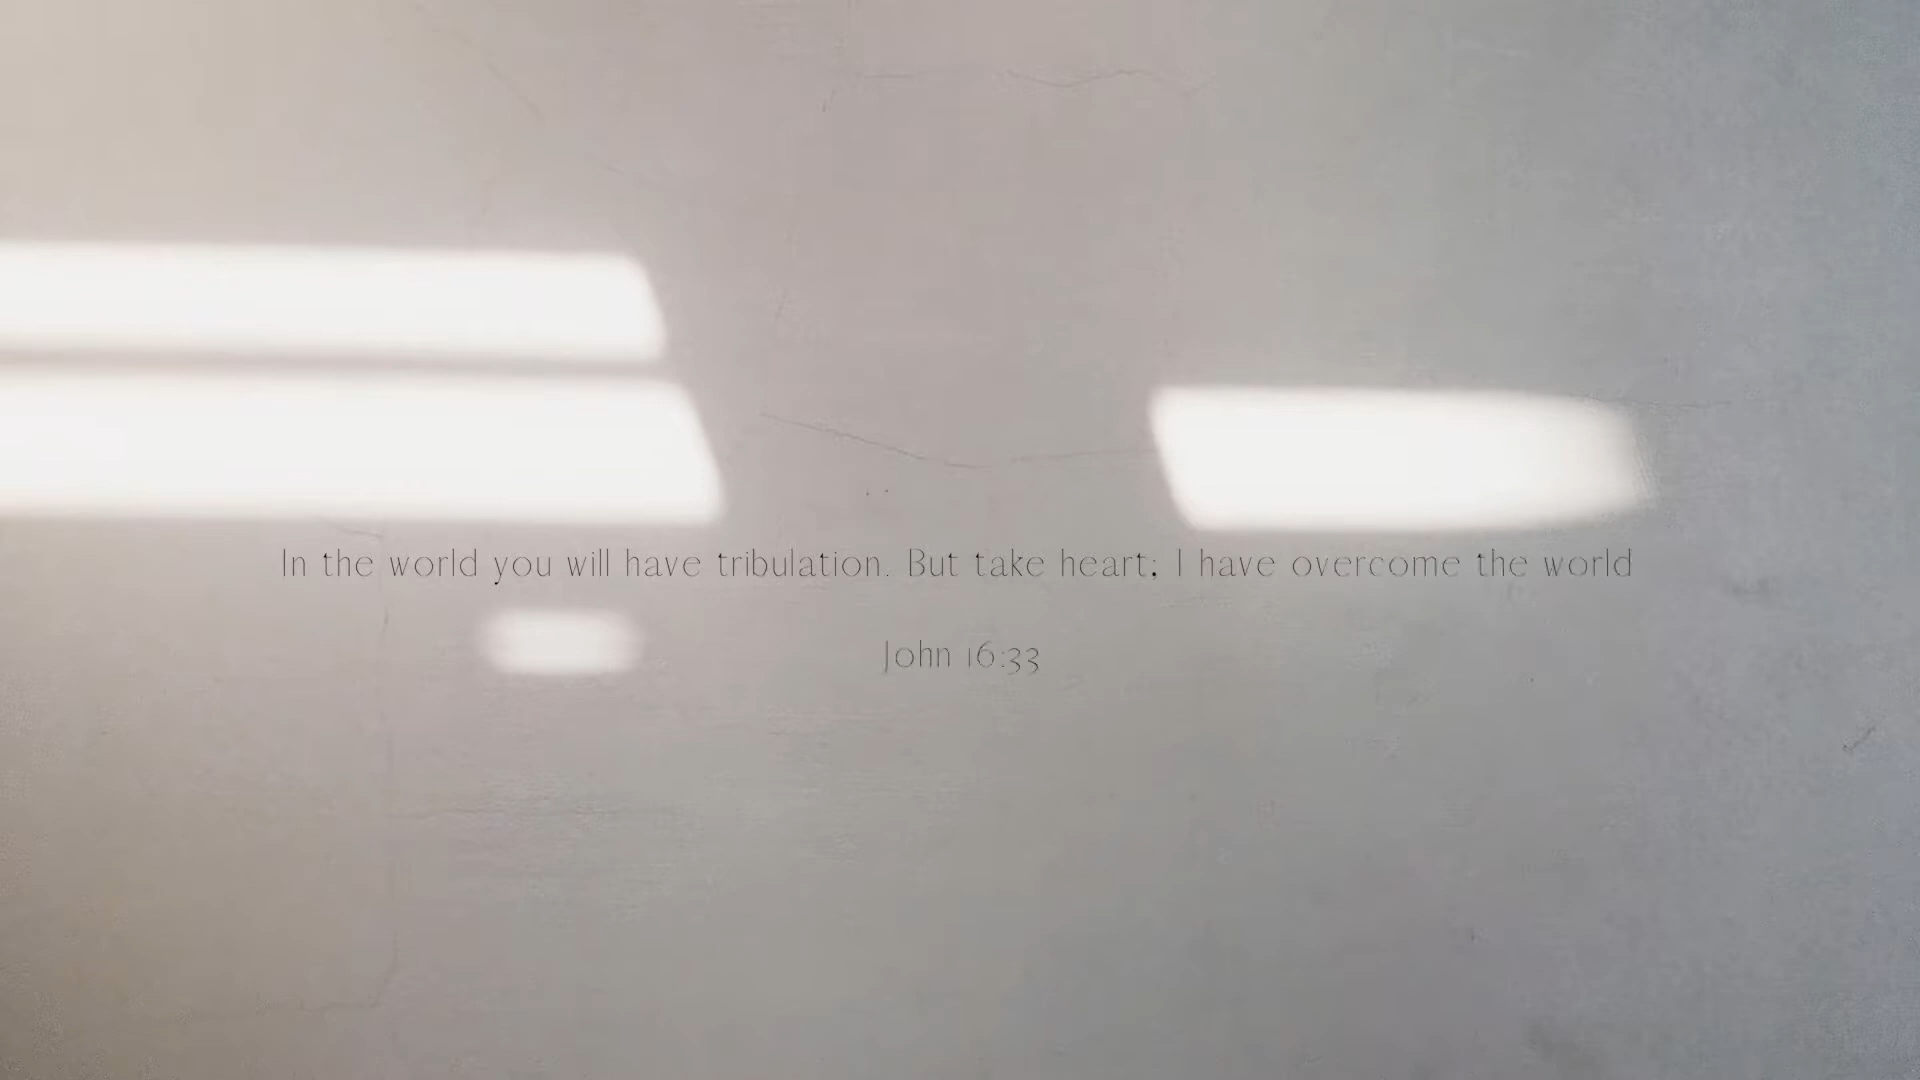 In the world you will have tribulation. But take heart; I have overcome the world
John 16:33